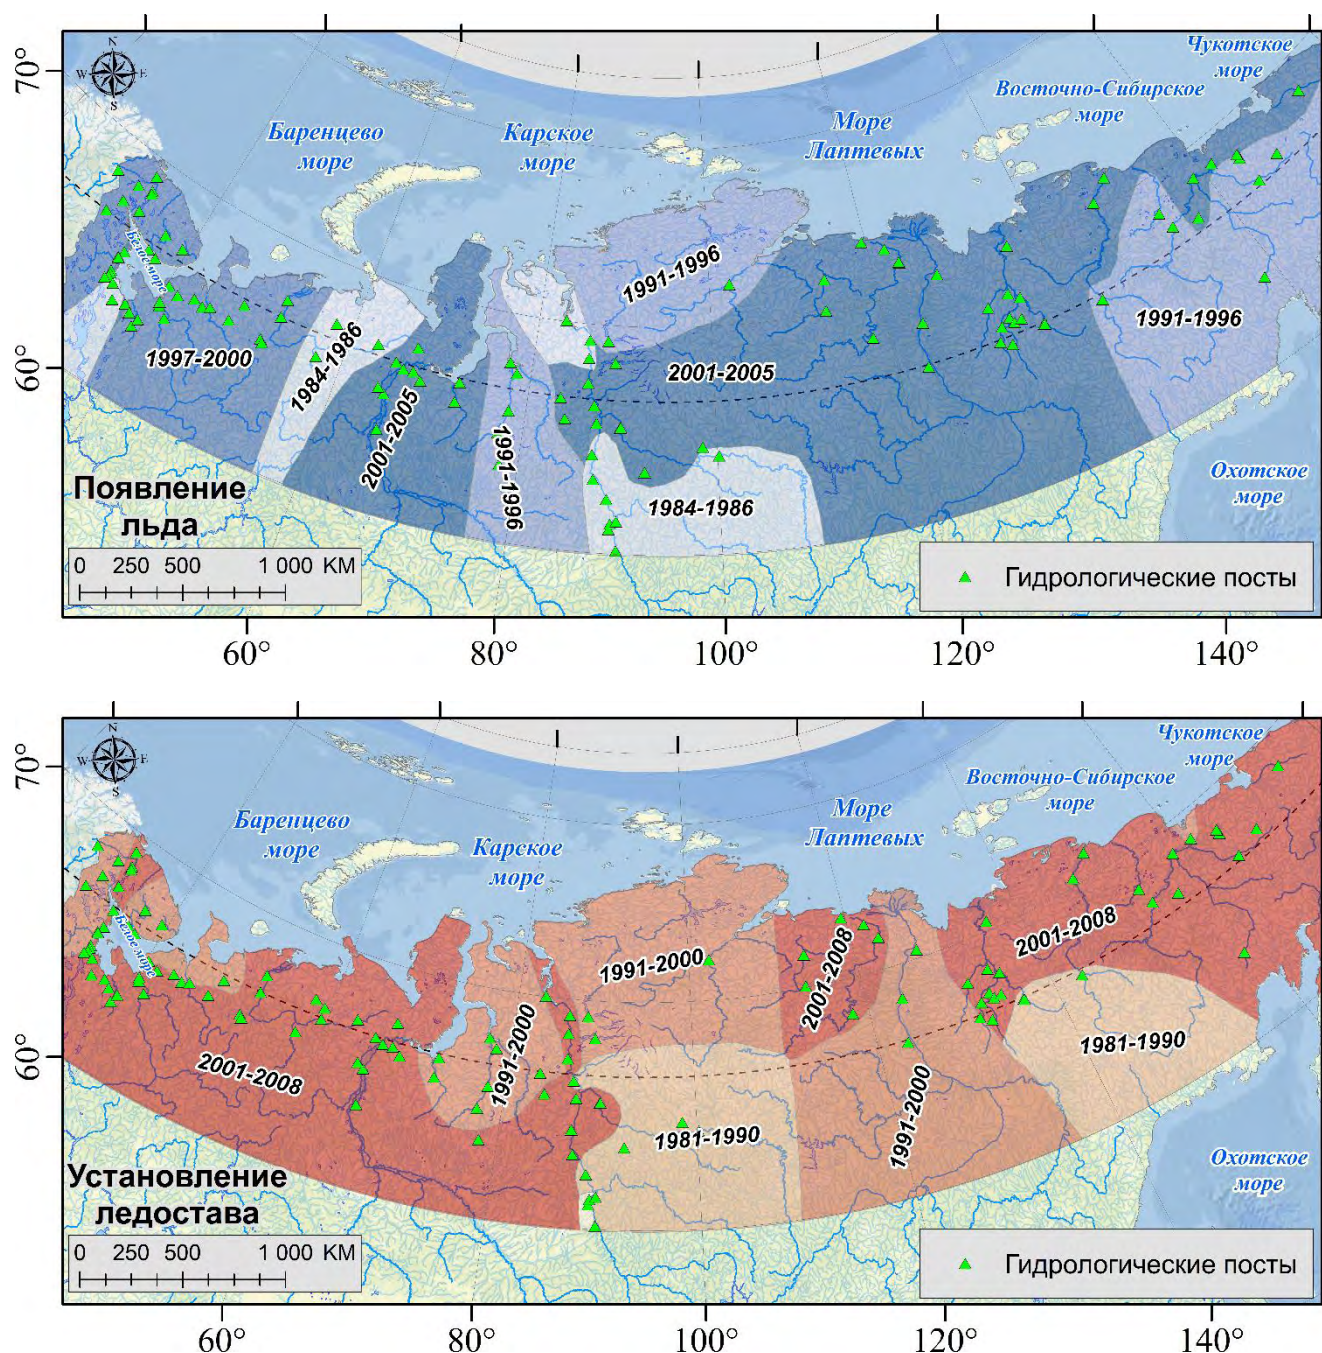 N
W
E
S
70°
60°
Баренцево
море
Карское
море
Море
Лаптевых
Восточно-Сибирское
море
Чукотское
море
Белое море
1991-1996
1997-2000
1984-1986
2001-2005
1991-1996
2001-2005
1984-1986
1991-1996
Охотское
море
Появление
льда
0 250 500 1 000 KM
Гидрологические посты
60° 80° 100° 120° 140°
N
W
E
S
70°
60°
Баренцево
море
Карское
море
Море
Лаптевых
Восточно-Сибирское
море
Чукотское
море
Белое море
1991-2000
2001-2008
2001-2008
2001-2008
1991-2000
1981-1990
1991-2000
1981-1990
Охотское
море
Установление
ледостава
0 250 500 1 000 KM
Гидрологические посты
60° 80° 100° 120° 140°